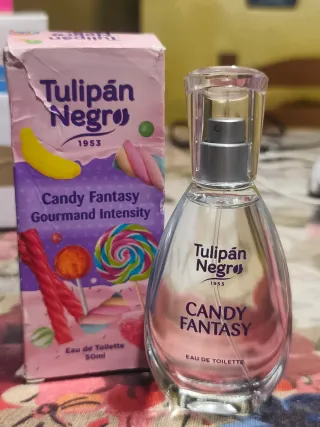 Tulipán
Negro
1953
Candy Fantasy
Gourmand Intensity
Eau de Toilette
50ml
Tulipán
Negro
1953
CANDY
FANTASY
EAU DE TOILETTE